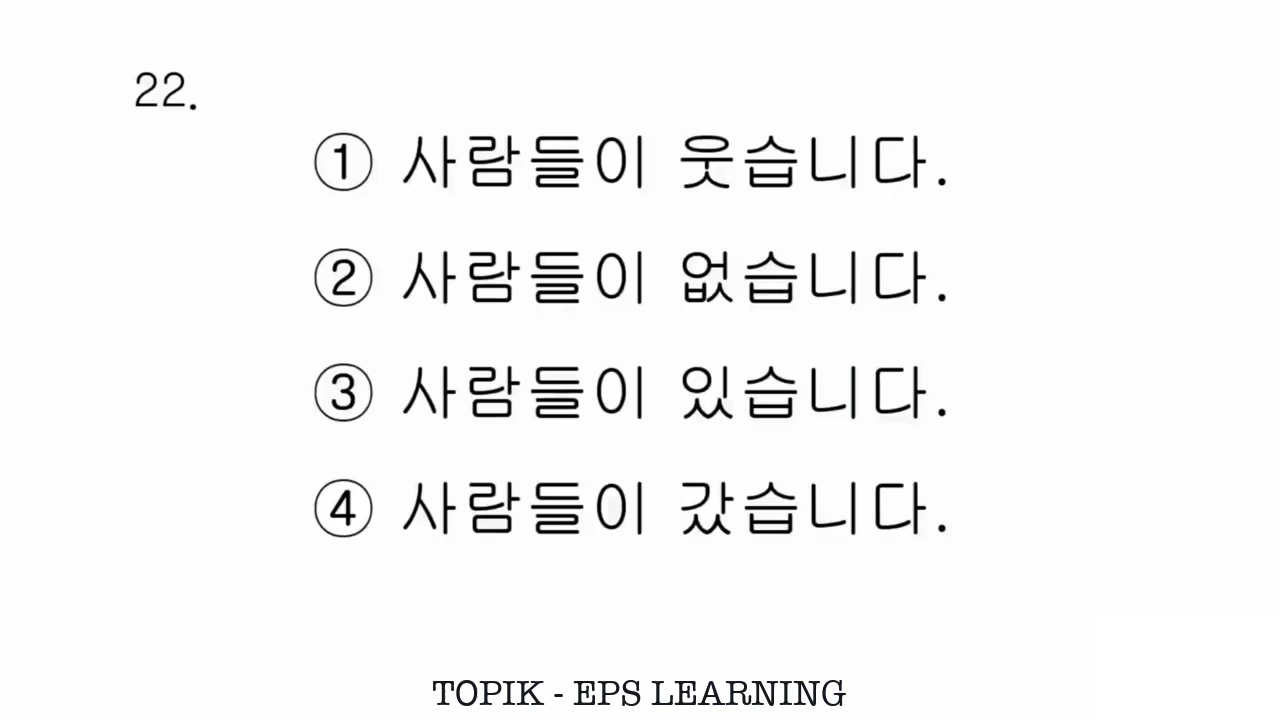 22.
① 사람들이 웃습니다.
② 사람들이 없습니다.
③ 사람들이 있습니다.
④ 사람들이 갔습니다.
TOPIK - EPS LEARNING